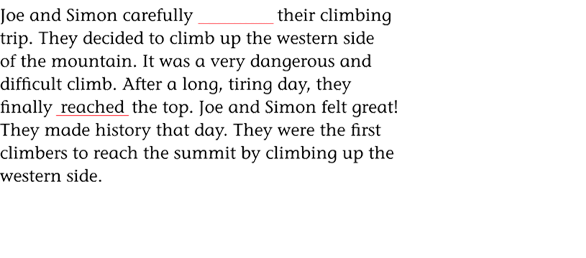 Joe and Simon carefully ________ their climbing
trip. They decided to climb up the western side
of the mountain. It was a very dangerous and
difficult climb. After a long, tiring day, they
finally reached the top. Joe and Simon felt great!
They made history that day. They were the first
climbers to reach the summit by climbing up the
western side.